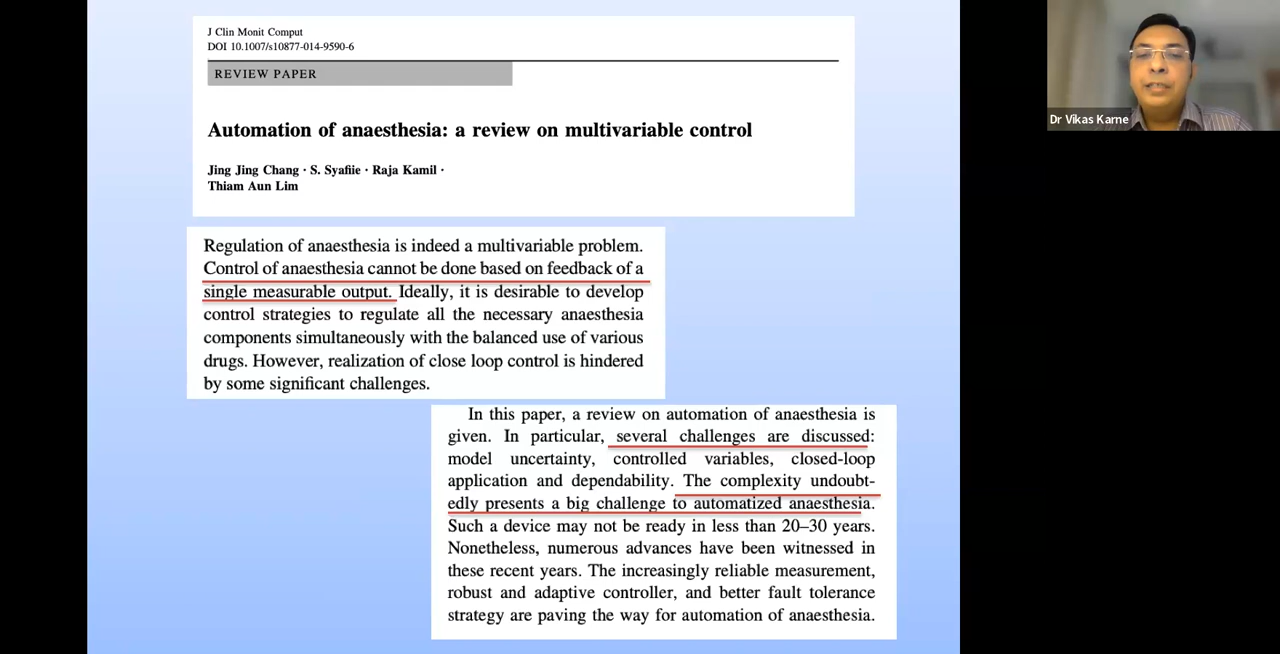 J Clin Monit Comput
DOI 10.1007/s10877-014-9590-6
REVIEW PAPER
Automation of anaesthesia: a review on multivariable control
Jing Jing Chang · S. Syafiie · Raja Kamil ·
Thiam Aun Lim
Regulation of anaesthesia is indeed a multivariable problem.
Control of anaesthesia cannot be done based on feedback of a
single measurable output. Ideally, it is desirable to develop
control strategies to regulate all the necessary anaesthesia
components simultaneously with the balanced use of various
drugs. However, realization of close loop control is hindered
by some significant challenges.
In this paper, a review on automation of anaesthesia is
given. In particular, several challenges are discussed:
model uncertainty, controlled variables, closed-loop
application and dependability. The complexity undoubt-
edly presents a big challenge to automatized anaesthesia.
Such a device may not be ready in less than 20–30 years.
Nonetheless, numerous advances have been witnessed in
these recent years. The increasingly reliable measurement,
robust and adaptive controller, and better fault tolerance
strategy are paving the way for automation of anaesthesia.
Dr Vikas Karne